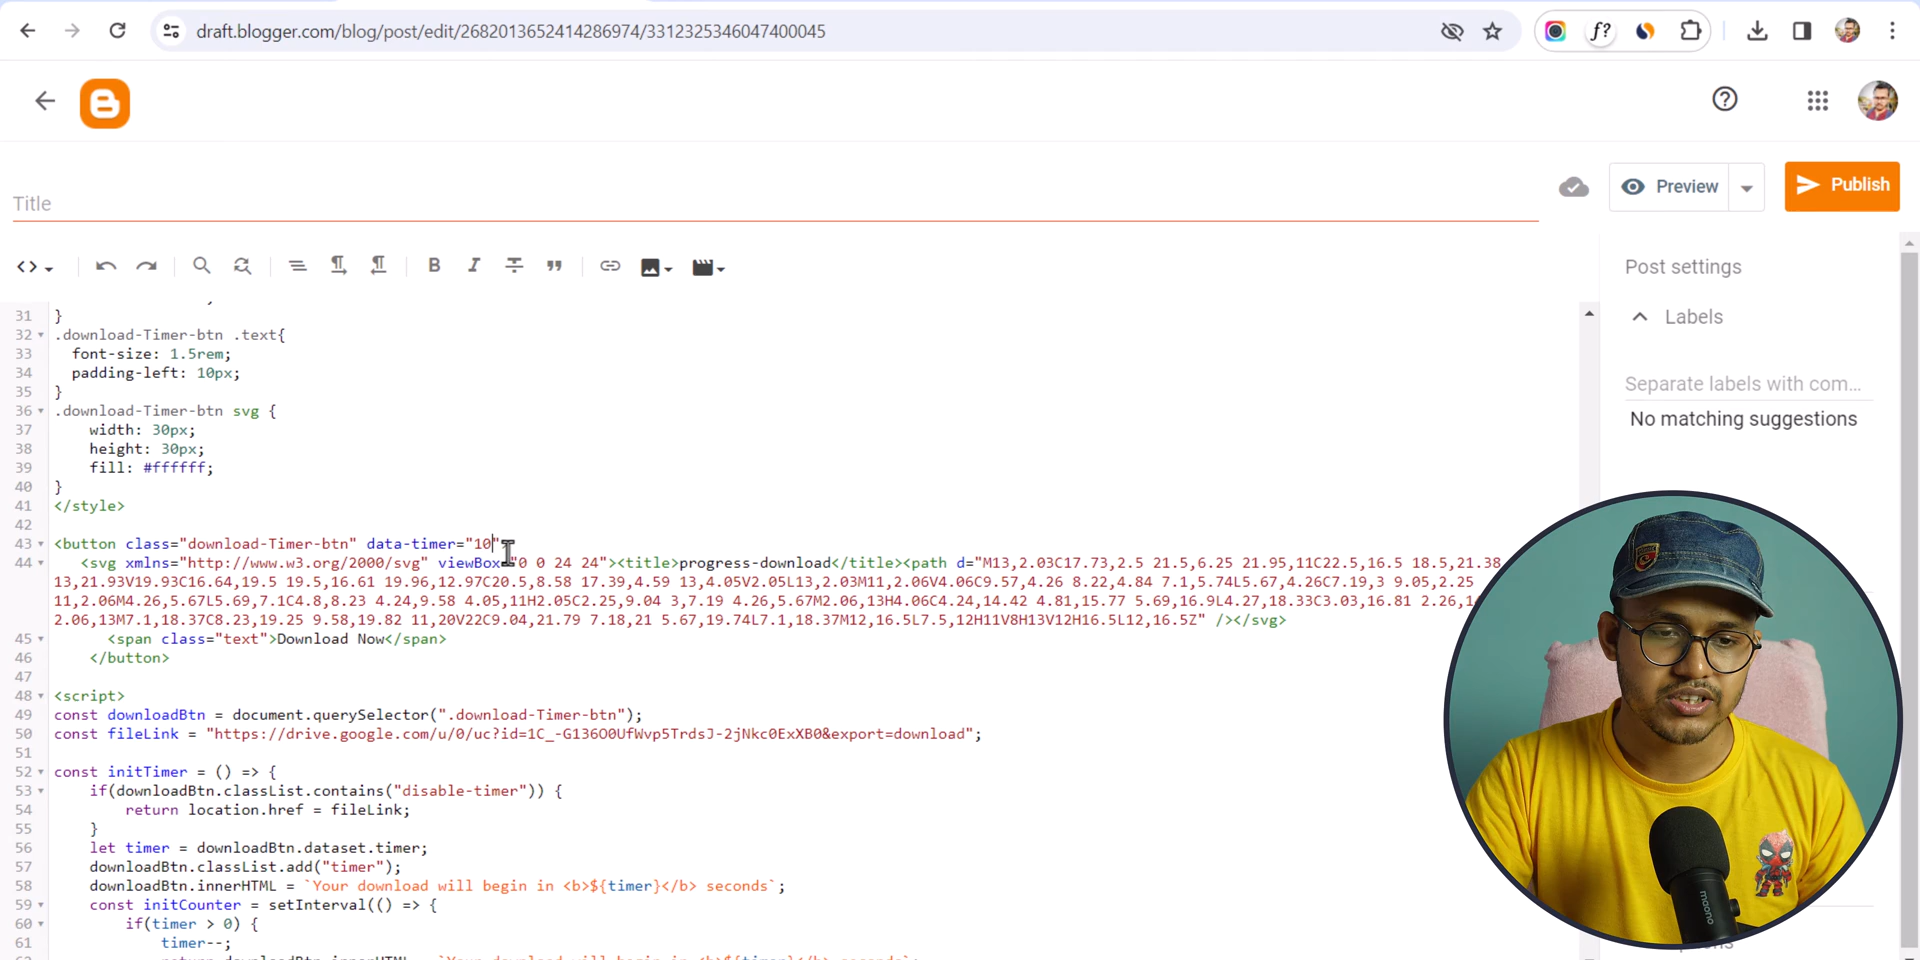 draft.blogger.com/blog/post/edit/2682013652414286974/3312325346047400045
f?
Title
Preview
Publish
Post settings
Labels
Separate labels with com...
No matching suggestions
31 }
32 .download-Timer-btn .text{
33 font-size: 1.5rem;
34 padding-left: 10px;
35 }
36 .download-Timer-btn svg {
37 width: 30px;
38 height: 30px;
39 fill: #ffffff;
40 }
41 </style>
42
43 <button class="download-Timer-btn" data-timer="10"
44 <svg xmlns="http://www.w3.org/2000/svg" viewBox="0 0 24 24"><title>progress-download</title><path d="M13,2.03C17.73,2.5 21.5,6.25 21.95,11C22.5,16.5 18.5,21.38
13,21.93V19.93C16.64,19.5 19.5,16.61 19.96,12.97C20.5,8.58 17.39,4.59 13,4.05V2.05L13,2.03M11,2.06V4.06C9.57,4.26 8.22,4.84 7.1,5.74L5.67,4.26C7.19,3 9.05,2.25
11,2.06M4.26,5.67L5.69,7.1C4.8,8.23 4.24,9.58 4.05,11H2.05C2.25,9.04 3,7.19 4.26,5.67M2.06,13H4.06C4.24,14.42 4.81,15.77 5.69,16.9L4.27,18.33C3.03,16.81 2.26,
2.06,13M7.1,18.37C8.23,19.25 9.58,19.82 11,20V22C9.04,21.79 7.18,21 5.67,19.74L7.1,18.37M12,16.5L7.5,12H11V8H13V12H16.5L12,16.5Z" /></svg>
45 <span class="text">Download Now</span>
46 </button>
47
48 <script>
49 const downloadBtn = document.querySelector(".download-Timer-btn");
50 const fileLink = "https://drive.google.com/u/0/uc?id=1C_-G136O0UfWvp5TrdsJ-2jNkc0ExXB0&export=download";
51
52 const initTimer = () => {
53 if(downloadBtn.classList.contains("disable-timer")) {
54 return location.href = fileLink;
55 }
56 let timer = downloadBtn.dataset.timer;
57 downloadBtn.classList.add("timer");
58 downloadBtn.innerHTML = `Your download will begin in <b>${timer}</b> seconds`;
59 const initCounter = setInterval(() => {
60 if(timer > 0) {
61 timer--;
return downloadBtn.innerHTML = `Your download will begin in <b>${timer}</b> seconds`;
maono